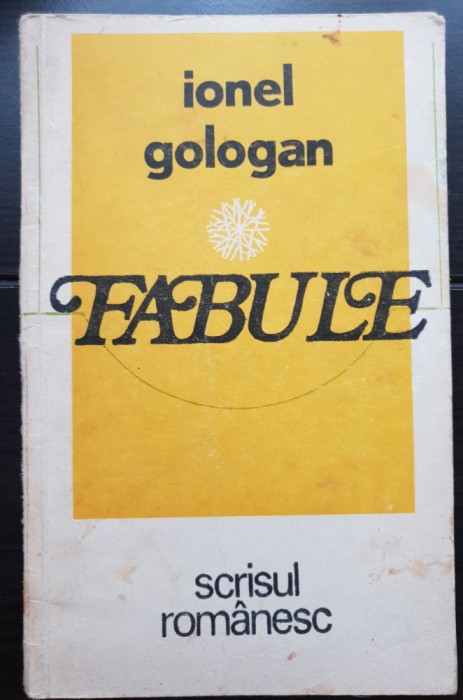 ionel
gologan
FABULE
scrisul
românesc